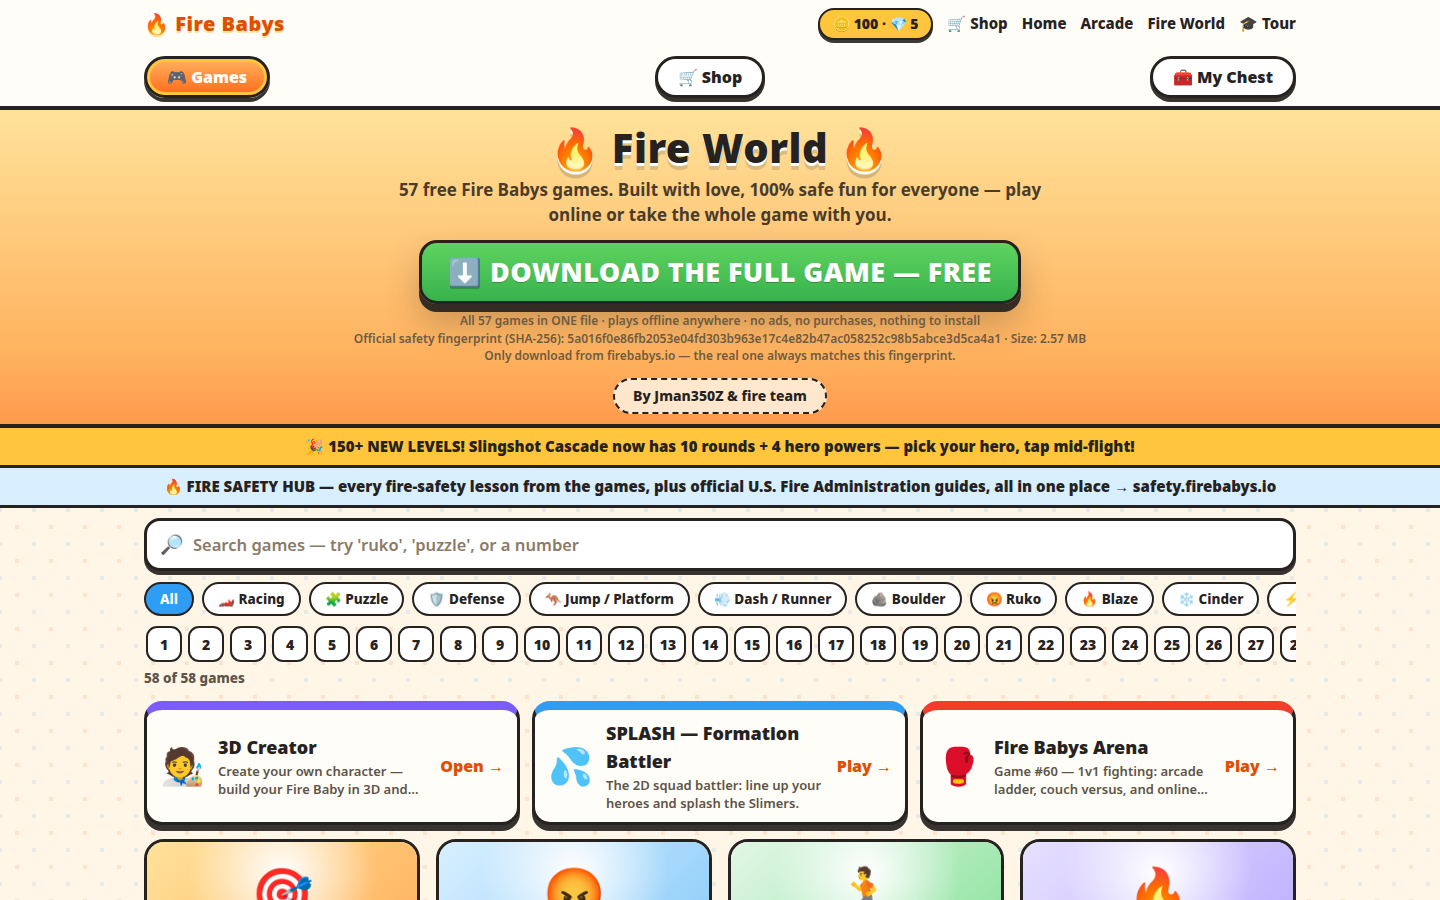 Fire Babys
100 · 5
Shop
Home
Arcade
Fire World
Tour
Games
Shop
My Chest
Fire World
57 free Fire Babys games. Built with love, 100% safe fun for everyone — play
online or take the whole game with you.
DOWNLOAD THE FULL GAME — FREE
All 57 games in ONE file · plays offline anywhere · no ads, no purchases, nothing to install
Official safety fingerprint (SHA-256): 5a016f0e86fb2053e04fd303b963e17c4e82b47ac058252c98b5abce3d5ca4a1 · Size: 2.57 MB
Only download from firebabys.io — the real one always matches this fingerprint.
By Jman350Z & fire team
150+ NEW LEVELS! Slingshot Cascade now has 10 rounds + 4 hero powers — pick your hero, tap mid-flight!
FIRE SAFETY HUB — every fire-safety lesson from the games, plus official U.S. Fire Administration guides, all in one place → safety.firebabys.io
Search games — try 'ruko', 'puzzle', or a number
All
Racing
Puzzle
Defense
Jump / Platform
Dash / Runner
Boulder
Ruko
Blaze
Cinder
1 2 3 4 5 6 7 8 9 10 11 12 13 14 15 16 17 18 19 20 21 22 23 24 25 26 27
58 of 58 games
3D Creator
Create your own character —
build your Fire Baby in 3D and...
Open →
SPLASH — Formation
Battler
The 2D squad battler: line up your
heroes and splash the Slimers.
Play →
Fire Babys Arena
Game #60 — 1v1 fighting: arcade
ladder, couch versus, and online...
Play →